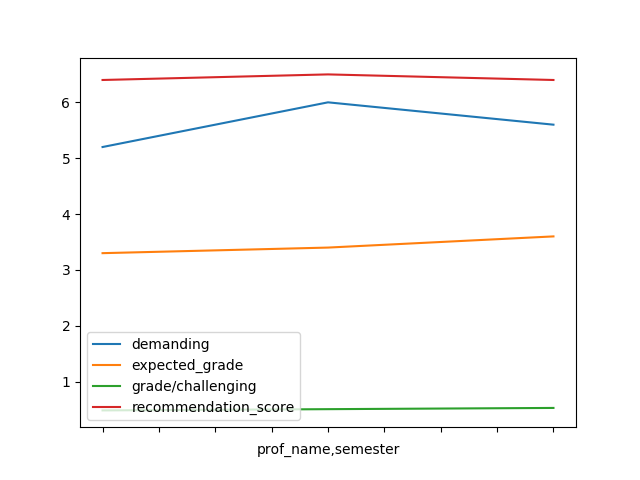 6
5
4
3
2
1
demanding
expected_grade
grade/challenging
recommendation_score
prof_name,semester